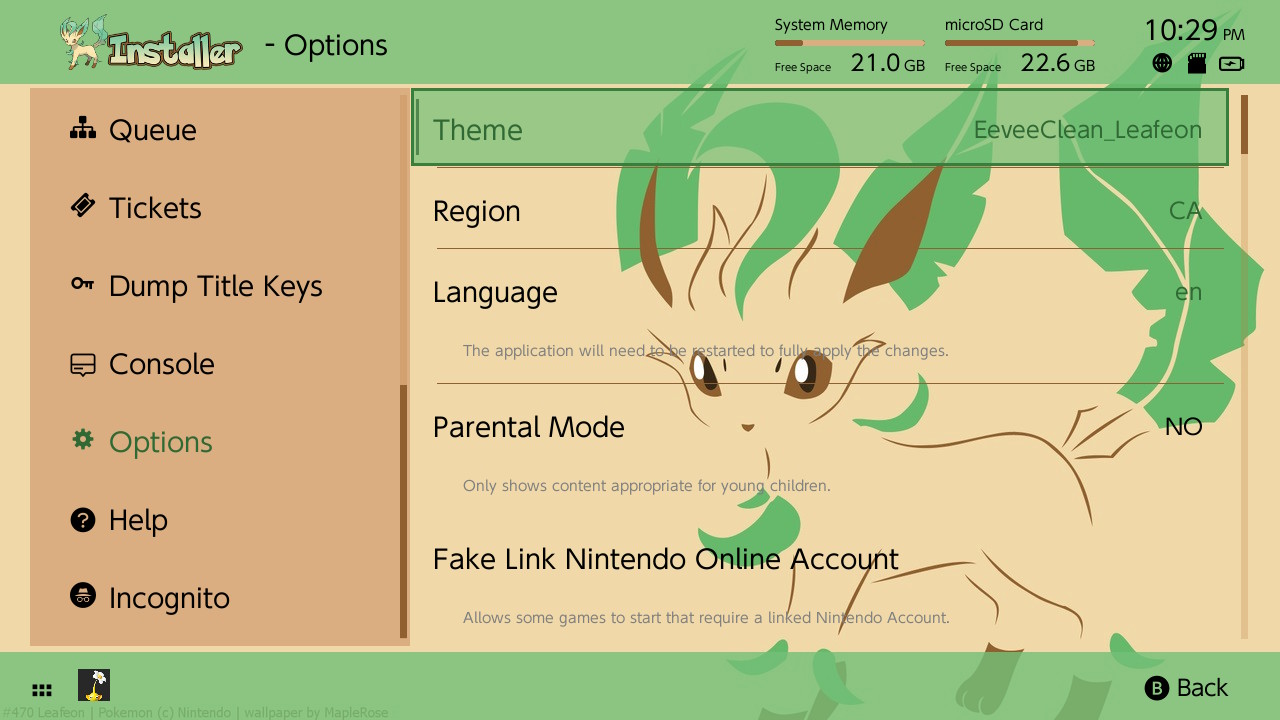 Installer - Options
System Memory
Free Space 21.0 GB
microSD Card
Free Space 22.6 GB
10:29 PM
Queue
Tickets
Dump Title Keys
Console
Options
Help
Incognito
Theme EeveeClean_Leafeon
Region CA
Language en
The application will need to be restarted to fully apply the changes.
Parental Mode NO
Only shows content appropriate for young children.
Fake Link Nintendo Online Account
Allows some games to start that require a linked Nintendo Account.
B Back
#470 Leafeon | Pokemon (c) Nintendo | wallpaper by MapleRose